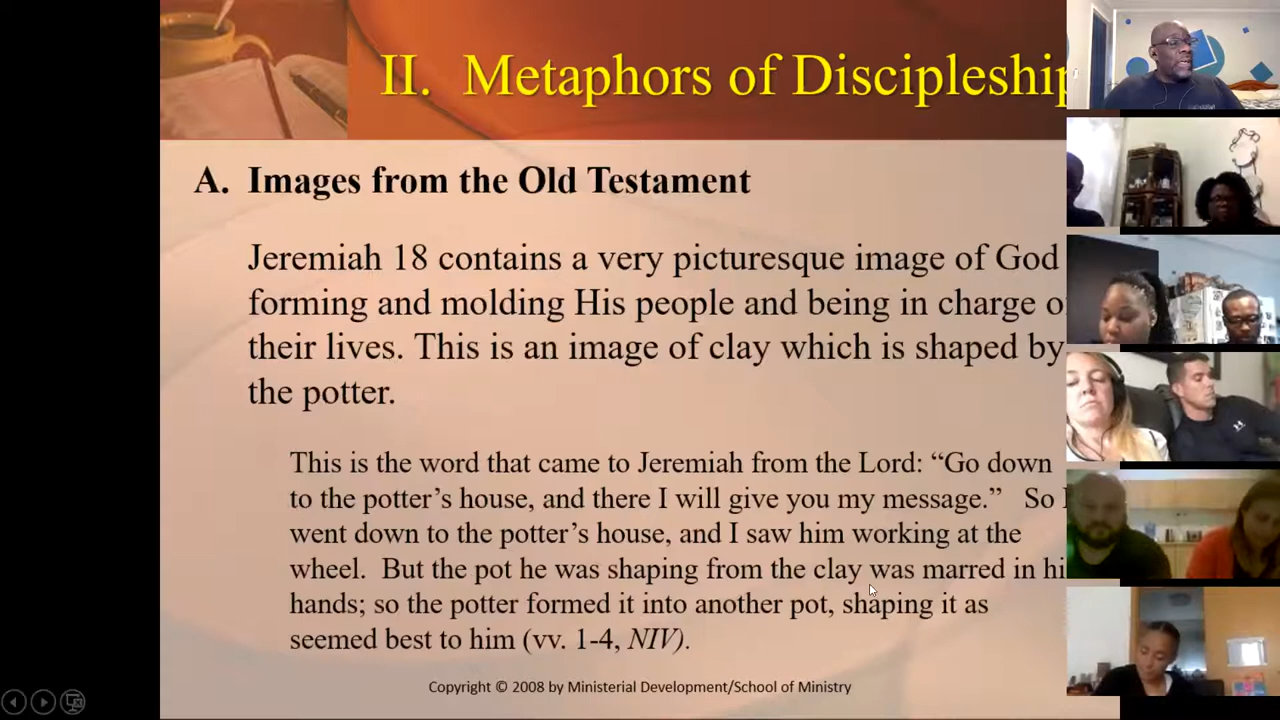 II. Metaphors of Discipleship
A. Images from the Old Testament
Jeremiah 18 contains a very picturesque image of God
forming and molding His people and being in charge o
their lives. This is an image of clay which is shaped by
the potter.
This is the word that came to Jeremiah from the Lord: “Go down
to the potter’s house, and there I will give you my message.” So I
went down to the potter’s house, and I saw him working at the
wheel. But the pot he was shaping from the clay was marred in hi
hands; so the potter formed it into another pot, shaping it as
seemed best to him (vv. 1-4, NIV).
Copyright © 2008 by Ministerial Development/School of Ministry